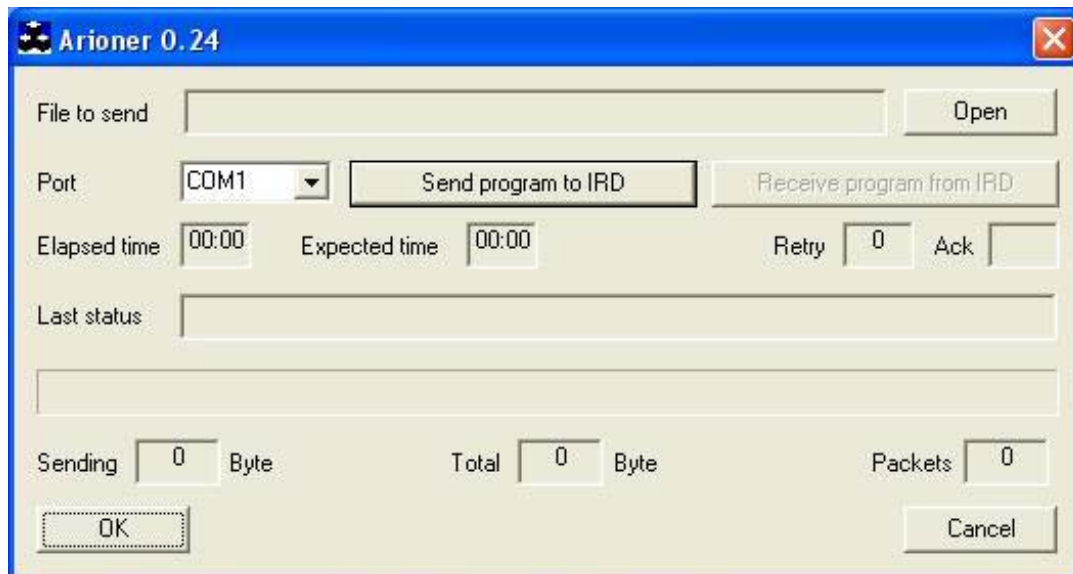 Arioner 0.24
File to send Open
Port COM1 Send program to IRD Receive program from IRD
Elapsed time 00:00 Expected time 00:00 Retry 0 Ack
Last status
Sending 0 Byte Total 0 Byte Packets 0
OK Cancel